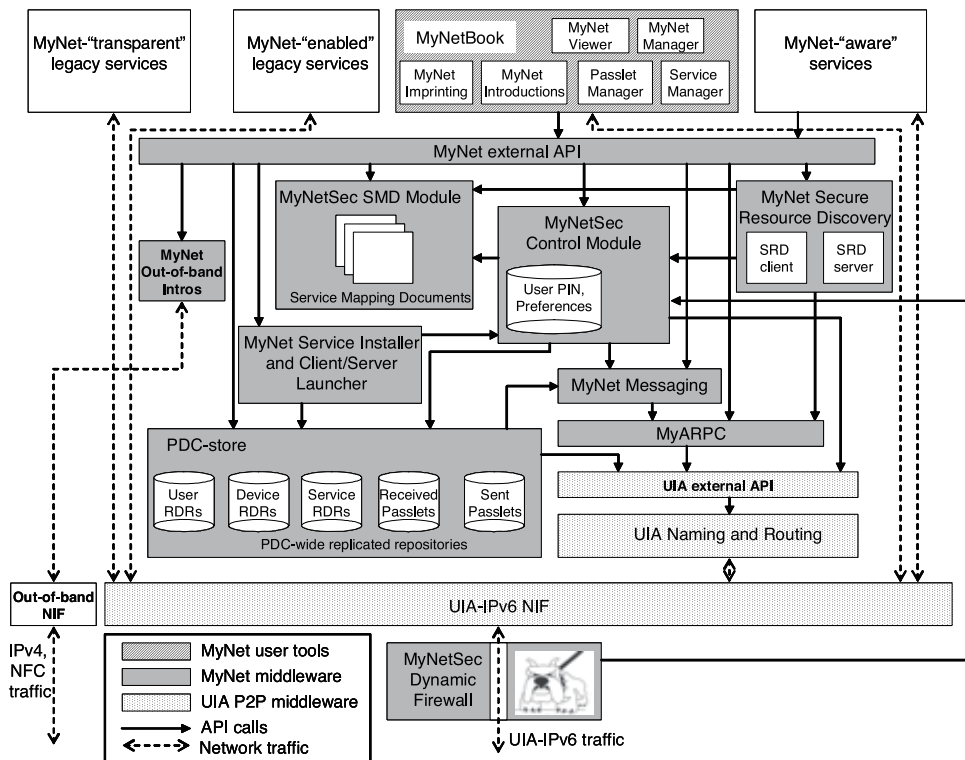 MyNet-“transparent”
legacy services
MyNet-“enabled”
legacy services
MyNetBook
MyNet
Viewer
MyNet
Manager
MyNet
Imprinting
MyNet
Introductions
Passlet
Manager
Service
Manager
MyNet-“aware”
services
MyNet external API
MyNetSec SMD Module
Service Mapping Documents
MyNetSec
Control Module
User PIN,
Preferences
MyNet Secure
Resource Discovery
SRD
client
SRD
server
MyNet
Out-of-band
Intros
MyNet Service Installer
and Client/Server
Launcher
MyNet Messaging
MyARPC
PDC-store
User
RDRs
Device
RDRs
Service
RDRs
Received
Passlets
Sent
Passlets
PDC-wide replicated repositories
UIA external API
UIA Naming and Routing
Out-of-band
NIF
UIA-IPv6 NIF
IPv4,
NFC
traffic
MyNet user tools
MyNet middleware
UIA P2P middleware
API calls
Network traffic
MyNetSec
Dynamic
Firewall
UIA-IPv6 traffic